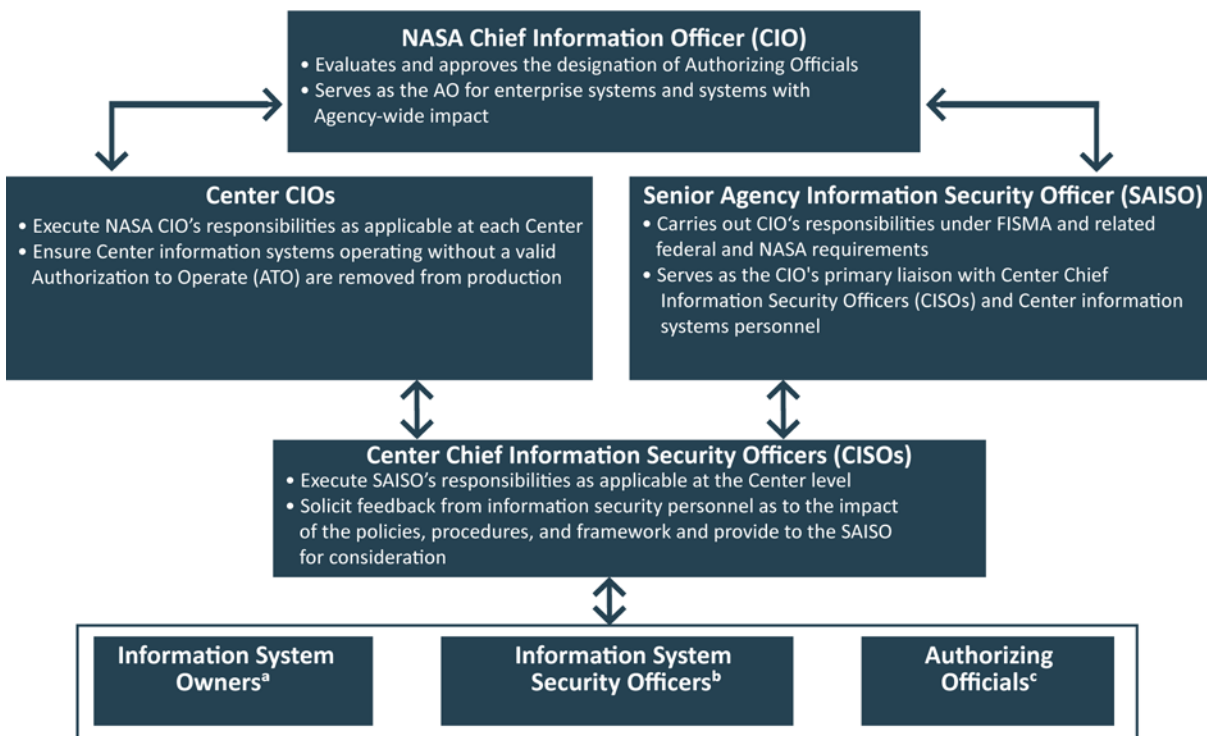 NASA Chief Information Officer (CIO)
• Evaluates and approves the designation of Authorizing Officials
• Serves as the AO for enterprise systems and systems with
Agency-wide impact
Center CIOs
• Execute NASA CIO's responsibilities as applicable at each Center
• Ensure Center information systems operating without a valid
Authorization to Operate (ATO) are removed from production
Senior Agency Information Security Officer (SAISO)
• Carries out CIO‘s responsibilities under FISMA and related
federal and NASA requirements
• Serves as the CIO's primary liaison with Center Chief
Information Security Officers (CISOs) and Center information
systems personnel
Center Chief Information Security Officers (CISOs)
• Execute SAISO’s responsibilities as applicable at the Center level
• Solicit feedback from information security personnel as to the impact
of the policies, procedures, and framework and provide to the SAISO
for consideration
Information System
Ownersᵃ
Information System
Security Officersᵇ
Authorizing
Officialsᶜ